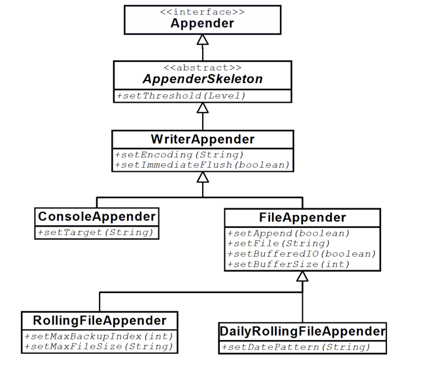 <<interface>>
Appender
<<abstract>>
AppenderSkeleton
+setThreshold(Level)
WriterAppender
+setEncoding(String)
+setImmediateFlush(boolean)
ConsoleAppender
+setTarget(String)
FileAppender
+setAppend(boolean)
+setFile(String)
+setBufferedIO(boolean)
+setBufferSize(int)
RollingFileAppender
+setMaxBackupIndex(int)
+setMaxFileSize(String)
DailyRollingFileAppender
+setDatePattern(String)